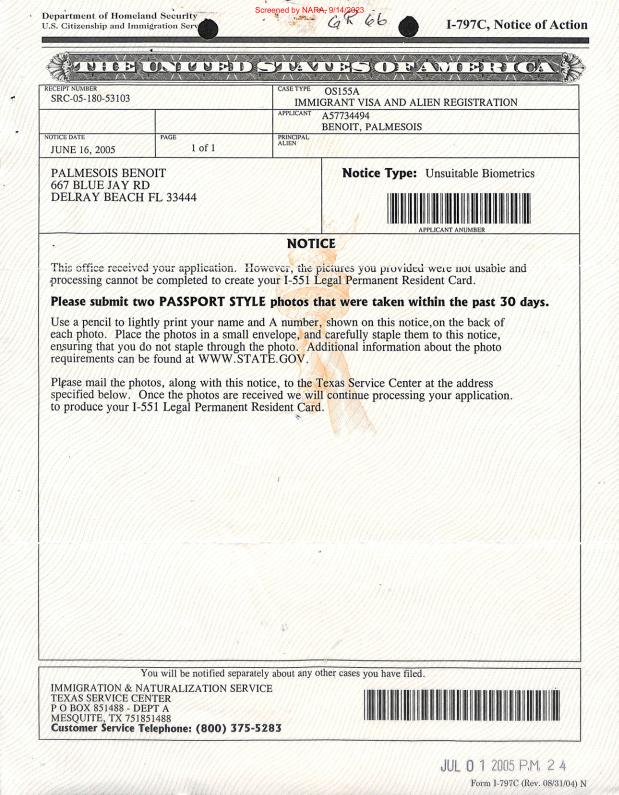 Department of Homeland Security
U.S. Citizenship and Immigration Serv
Screened by NARA, 9/14/2023
GR 66
I-797C, Notice of Action
THE UNITED STATES OF AMERICA
RECEIPT NUMBER
SRC-05-180-53103
CASE TYPE OS155A
IMMIGRANT VISA AND ALIEN REGISTRATION
APPLICANT A57734494
BENOIT, PALMESOIS
NOTICE DATE
JUNE 16, 2005
PAGE
1 of 1
PRINCIPAL
ALIEN
PALMESOIS BENOIT
667 BLUE JAY RD
DELRAY BEACH FL 33444
Notice Type: Unsuitable Biometrics
APPLICANT ANUMBER
NOTICE
This office received your application. However, the pictures you provided were not usable and
processing cannot be completed to create your I-551 Legal Permanent Resident Card.
Please submit two PASSPORT STYLE photos that were taken within the past 30 days.
Use a pencil to lightly print your name and A number, shown on this notice,on the back of
each photo. Place the photos in a small envelope, and carefully staple them to this notice,
ensuring that you do not staple through the photo. Additional information about the photo
requirements can be found at WWW.STATE.GOV.
Please mail the photos, along with this notice, to the Texas Service Center at the address
specified below. Once the photos are received we will continue processing your application.
to produce your I-551 Legal Permanent Resident Card.
You will be notified separately about any other cases you have filed.
IMMIGRATION & NATURALIZATION SERVICE
TEXAS SERVICE CENTER
P O BOX 851488 - DEPT A
MESQUITE, TX 751851488
Customer Service Telephone: (800) 375-5283
JUL 0 1 2005 P.M. 2 4
Form I-797C (Rev. 08/31/04) N